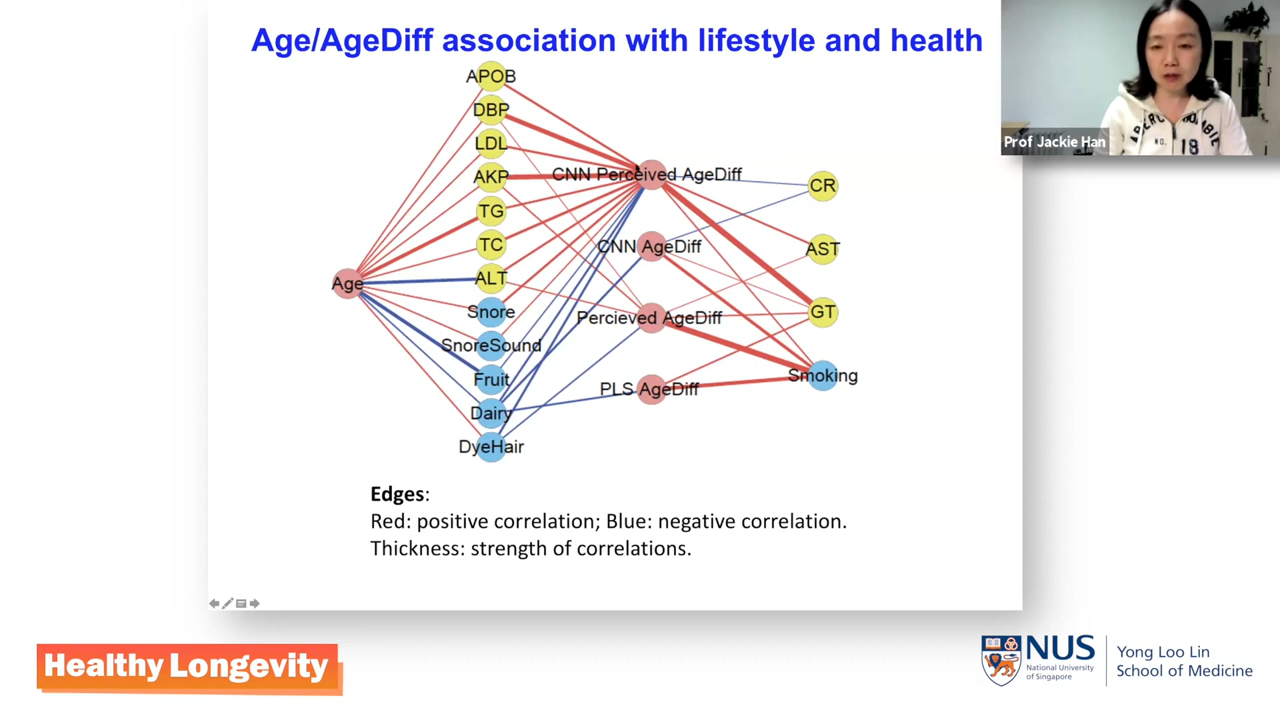 Age/AgeDiff association with lifestyle and health
APOB
DBP
LDL
AKP
TG
TC
ALT
Snore
SnoreSound
Fruit
Dairy
DyeHair
Age
CNN Perceived AgeDiff
CNN AgeDiff
Percieved AgeDiff
PLS AgeDiff
CR
AST
GT
Smoking
Edges:
Red: positive correlation; Blue: negative correlation.
Thickness: strength of correlations.
Prof Jackie Han
NO. 18
Healthy Longevity
NUS
National University
of Singapore
Yong Loo Lin
School of Medicine